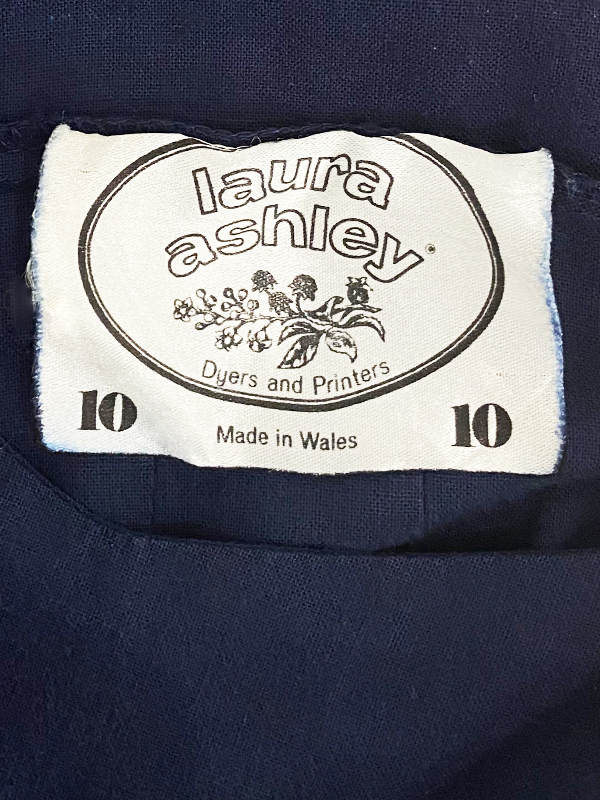 laura
ashley®
Dyers and Printers
10
Made in Wales
10